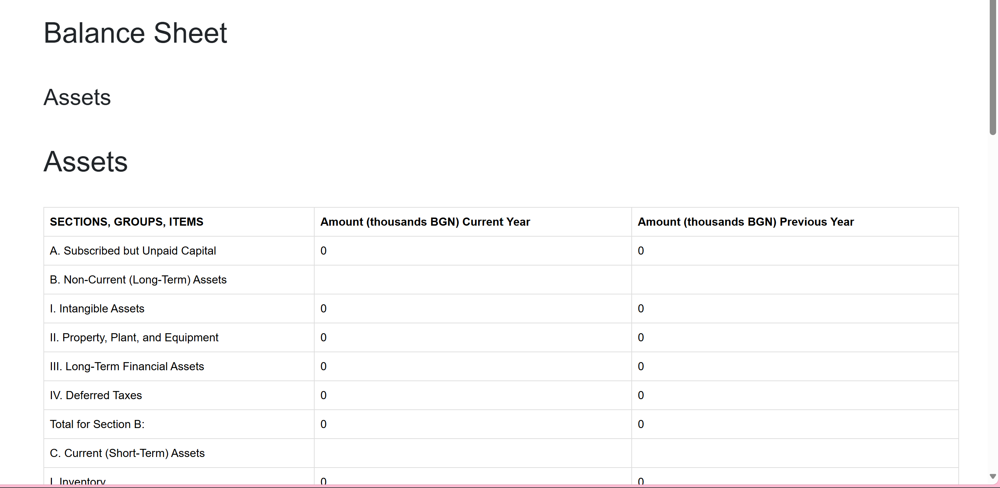 Balance Sheet
Assets
Assets
SECTIONS, GROUPS, ITEMS Amount (thousands BGN) Current Year Amount (thousands BGN) Previous Year
A. Subscribed but Unpaid Capital 0 0
B. Non-Current (Long-Term) Assets
I. Intangible Assets 0 0
II. Property, Plant, and Equipment 0 0
III. Long-Term Financial Assets 0 0
IV. Deferred Taxes 0 0
Total for Section B: 0 0
C. Current (Short-Term) Assets
I. Inventory 0 0